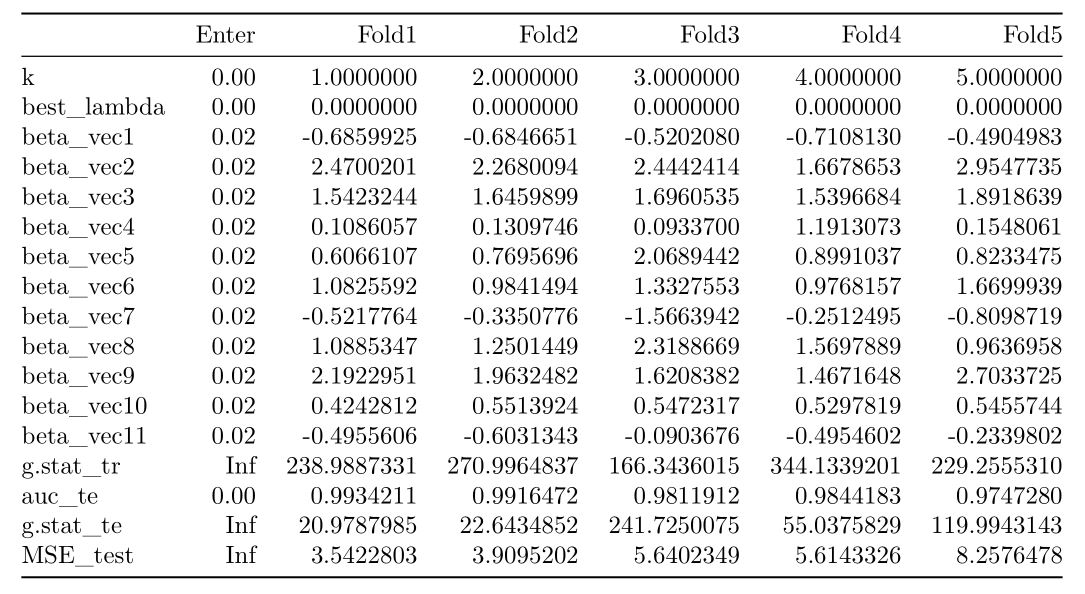 Enter Fold1 Fold2 Fold3 Fold4 Fold5
k 0.00 1.0000000 2.0000000 3.0000000 4.0000000 5.0000000
best_lambda 0.00 0.0000000 0.0000000 0.0000000 0.0000000 0.0000000
beta_vec1 0.02 -0.6859925 -0.6846651 -0.5202080 -0.7108130 -0.4904983
beta_vec2 0.02 2.4700201 2.2680094 2.4442414 1.6678653 2.9547735
beta_vec3 0.02 1.5423244 1.6459899 1.6960535 1.5396684 1.8918639
beta_vec4 0.02 0.1086057 0.1309746 0.0933700 1.1913073 0.1548061
beta_vec5 0.02 0.6066107 0.7695696 2.0689442 0.8991037 0.8233475
beta_vec6 0.02 1.0825592 0.9841494 1.3327553 0.9768157 1.6699939
beta_vec7 0.02 -0.5217764 -0.3350776 -1.5663942 -0.2512495 -0.8098719
beta_vec8 0.02 1.0885347 1.2501449 2.3188669 1.5697889 0.9636958
beta_vec9 0.02 2.1922951 1.9632482 1.6208382 1.4671648 2.7033725
beta_vec10 0.02 0.4242812 0.5513924 0.5472317 0.5297819 0.5455744
beta_vec11 0.02 -0.4955606 -0.6031343 -0.0903676 -0.4954602 -0.2339802
g.stat_tr Inf 238.9887331 270.9964837 166.3436015 344.1339201 229.2555310
auc_te 0.00 0.9934211 0.9916472 0.9811912 0.9844183 0.9747280
g.stat_te Inf 20.9787985 22.6434852 241.7250075 55.0375829 119.9943143
MSE_test Inf 3.5422803 3.9095202 5.6402349 5.6143326 8.2576478